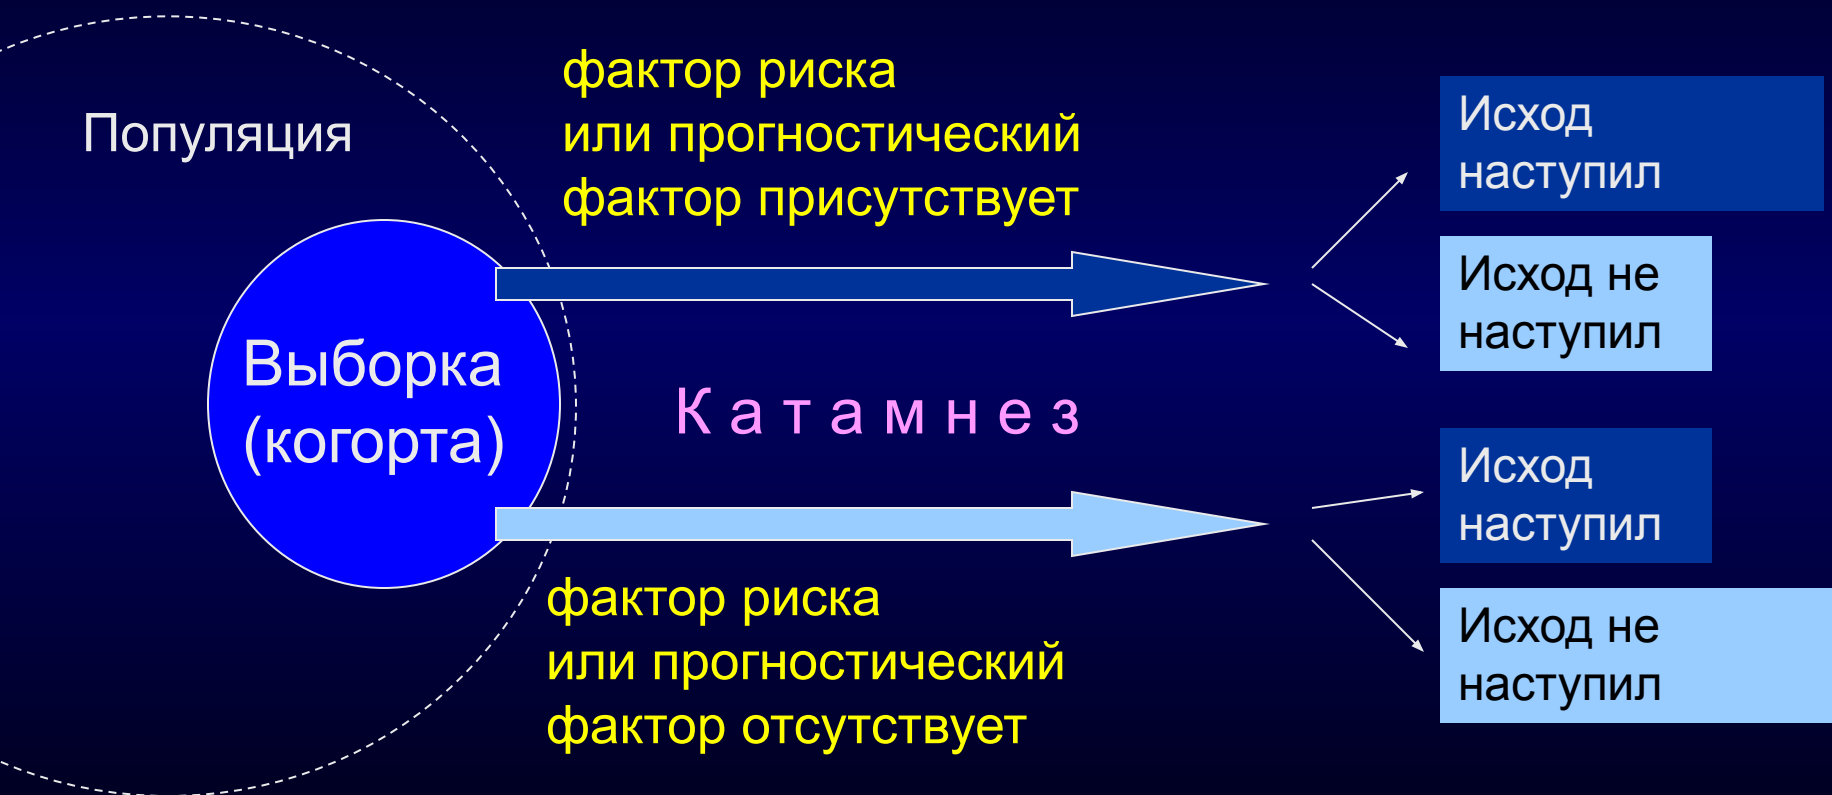 Популяция
фактор риска
или прогностический
фактор присутствует
Исход
наступил
Исход не
наступил
Выборка
(когорта)
К а т а м н е з
Исход
наступил
Исход не
наступил
фактор риска
или прогностический
фактор отсутствует